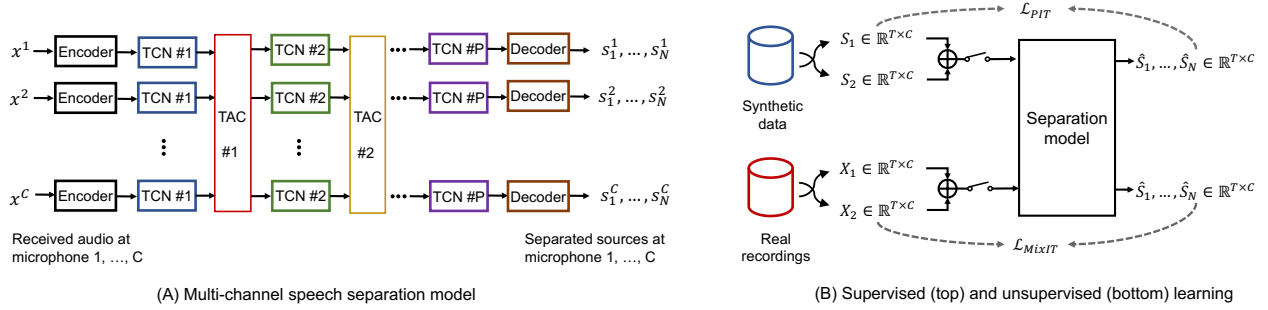 x¹ Encoder TCN #1 TCN #2 TCN #P Decoder s₁¹, … , s_N¹
x² Encoder TCN #1 TCN #2 TCN #P Decoder s₁², … , s_N²
TAC
#1
TAC
#2
x^C Encoder TCN #1 TCN #2 TCN #P Decoder s₁^C, … , s_N^C
Received audio at
microphone 1, …, C
Separated sources at
microphone 1, …, C
(A) Multi-channel speech separation model
ℒ_PIT
S₁ ∈ ℝ^{T×C}
S₂ ∈ ℝ^{T×C}
Ŝ₁, … , Ŝ_N ∈ ℝ^{T×C}
Synthetic
data
Separation
model
X₁ ∈ ℝ^{T×C}
X₂ ∈ ℝ^{T×C}
Ŝ₁, … , Ŝ_N ∈ ℝ^{T×C}
Real
recordings
ℒ_MixIT
(B) Supervised (top) and unsupervised (bottom) learning